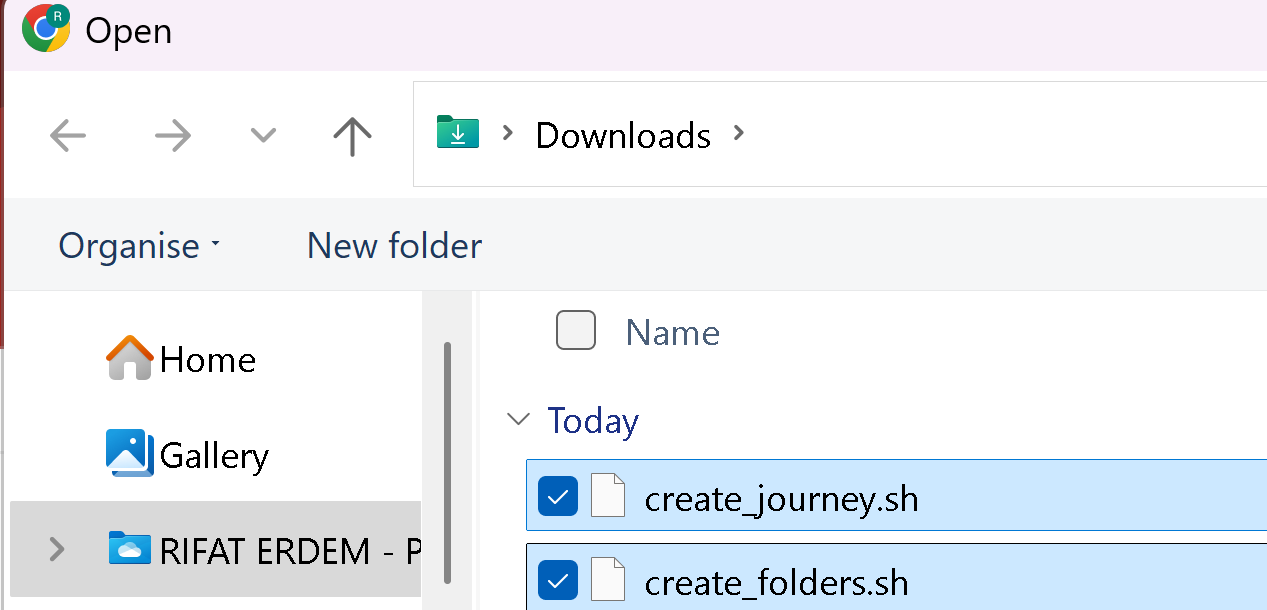 R
Open
Downloads
Organise
New folder
Name
Home
Today
Gallery
create_journey.sh
RIFAT ERDEM - P
create_folders.sh